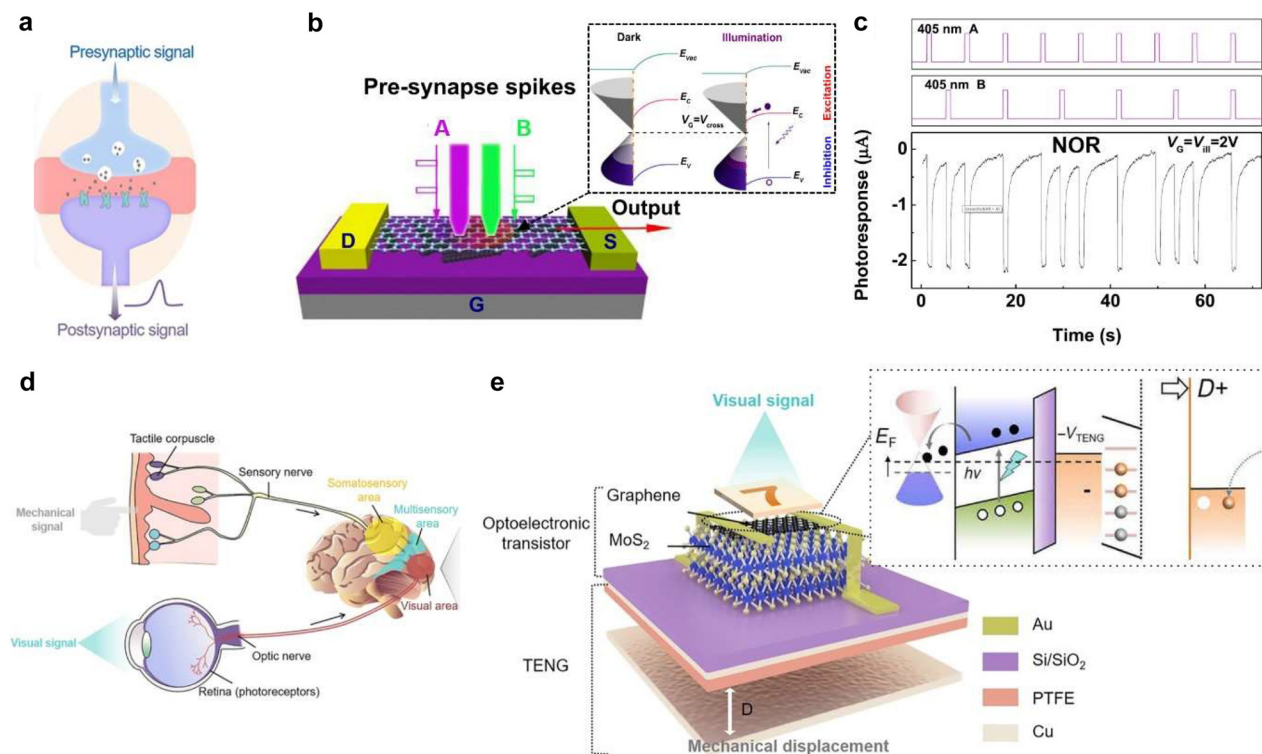 a
Presynaptic signal
Postsynaptic signal
b
Pre-synapse spikes
A
B
D
S
G
Output
Dark
Illumination
E_Vac
E_Vac
E_C
E_C
V_G=V_cross
E_V
E_V
Excitation
Inhibition
c
405 nm A
405 nm B
NOR
V_G=V_ill=2V
Photoresponse (μA)
0
-1
-2
0
20
40
60
Time (s)
d
Tactile corpuscle
Sensory nerve
Mechanical
signal
Somatosensory
area
Multisensory
area
Visual area
Visual signal
Optic nerve
Retina (photoreceptors)
e
Visual signal
Graphene
Optoelectronic
transistor
MoS₂
TENG
D
Mechanical displacement
E_F
hν
–V_TENG
-
D+
Au
Si/SiO₂
PTFE
Cu